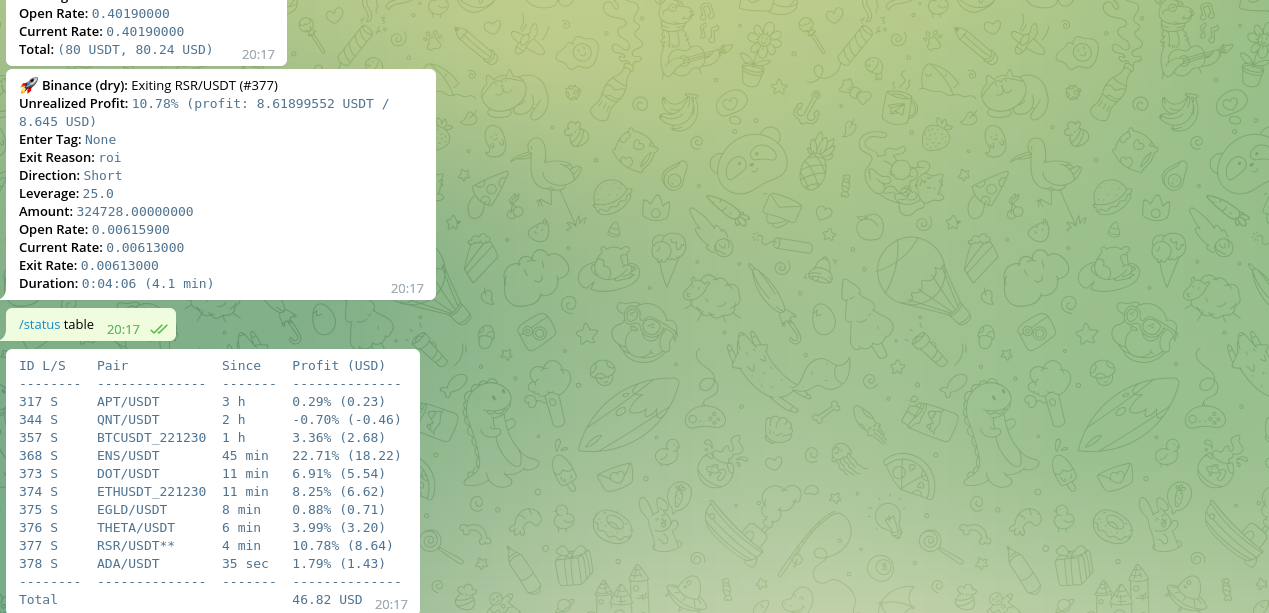 Open Rate: 0.40190000
Current Rate: 0.40190000
Total: (80 USDT, 80.24 USD)
20:17
🚀 Binance (dry): Exiting RSR/USDT (#377)
Unrealized Profit: 10.78% (profit: 8.61899552 USDT /
8.645 USD)
Enter Tag: None
Exit Reason: roi
Direction: Short
Leverage: 25.0
Amount: 324728.00000000
Open Rate: 0.00615900
Current Rate: 0.00613000
Exit Rate: 0.00613000
Duration: 0:04:06 (4.1 min)
20:17
/status table 20:17
ID L/S Pair Since Profit (USD)
-------- -------------- ------- --------------
317 S APT/USDT 3 h 0.29% (0.23)
344 S QNT/USDT 2 h -0.70% (-0.46)
357 S BTCUSDT_221230 1 h 3.36% (2.68)
368 S ENS/USDT 45 min 22.71% (18.22)
373 S DOT/USDT 11 min 6.91% (5.54)
374 S ETHUSDT_221230 11 min 8.25% (6.62)
375 S EGLD/USDT 8 min 0.88% (0.71)
376 S THETA/USDT 6 min 3.99% (3.20)
377 S RSR/USDT** 4 min 10.78% (8.64)
378 S ADA/USDT 35 sec 1.79% (1.43)
-------- -------------- ------- --------------
Total 46.82 USD
20:17